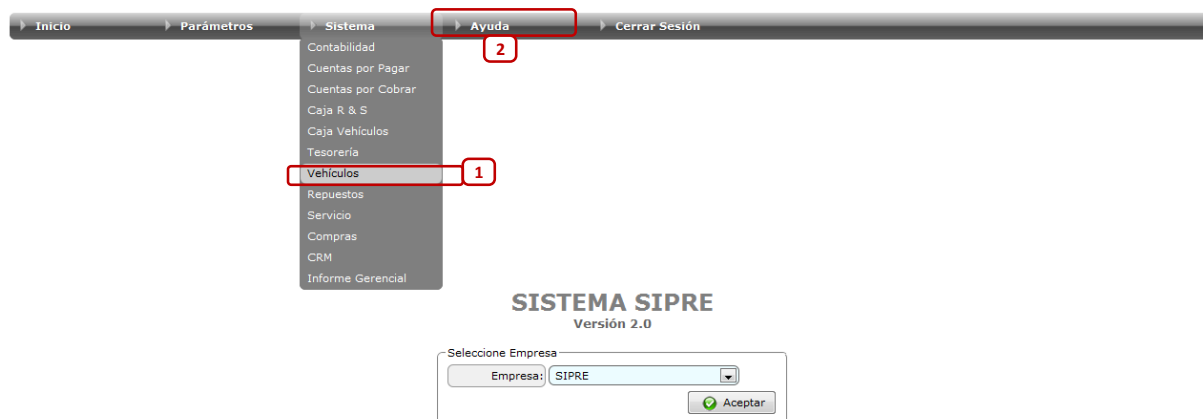 Inicio Parámetros Sistema Ayuda Cerrar Sesión
2
Contabilidad
Cuentas por Pagar
Cuentas por Cobrar
Caja R & S
Caja Vehículos
Tesorería
Vehículos 1
Repuestos
Servicio
Compras
CRM
Informe Gerencial
SISTEMA SIPRE
Versión 2.0
Seleccione Empresa
Empresa: SIPRE
Aceptar